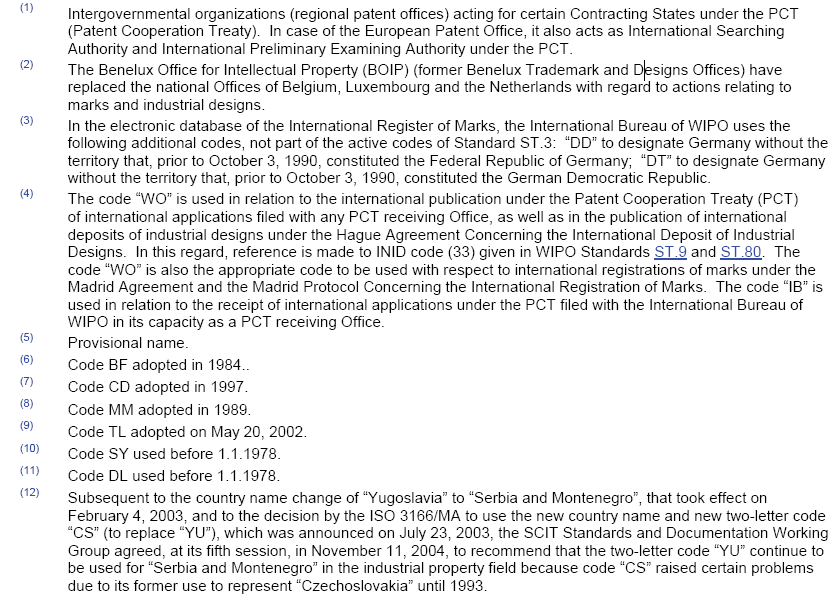 (1) Intergovernmental organizations (regional patent offices) acting for certain Contracting States under the PCT
(Patent Cooperation Treaty).  In case of the European Patent Office, it also acts as International Searching
Authority and International Preliminary Examining Authority under the PCT.
(2) The Benelux Office for Intellectual Property (BOIP) (former Benelux Trademark and Designs Offices) have
replaced the national Offices of Belgium, Luxembourg and the Netherlands with regard to actions relating to
marks and industrial designs.
(3) In the electronic database of the International Register of Marks, the International Bureau of WIPO uses the
following additional codes, not part of the active codes of Standard ST.3:  “DD” to designate Germany without the
territory that, prior to October 3, 1990, constituted the Federal Republic of Germany;  “DT” to designate Germany
without the territory that, prior to October 3, 1990, constituted the German Democratic Republic.
(4) The code “WO” is used in relation to the international publication under the Patent Cooperation Treaty (PCT)
of international applications filed with any PCT receiving Office, as well as in the publication of international
deposits of industrial designs under the Hague Agreement Concerning the International Deposit of Industrial
Designs.  In this regard, reference is made to INID code (33) given in WIPO Standards ST.9 and ST.80.  The
code “WO” is also the appropriate code to be used with respect to international registrations of marks under the
Madrid Agreement and the Madrid Protocol Concerning the International Registration of Marks.  The code “IB” is
used in relation to the receipt of international applications under the PCT filed with the International Bureau of
WIPO in its capacity as a PCT receiving Office.
(5) Provisional name.
(6) Code BF adopted in 1984..
(7) Code CD adopted in 1997.
(8) Code MM adopted in 1989.
(9) Code TL adopted on May 20, 2002.
(10) Code SY used before 1.1.1978.
(11) Code DL used before 1.1.1978.
(12) Subsequent to the country name change of “Yugoslavia” to “Serbia and Montenegro”, that took effect on
February 4, 2003, and to the decision by the ISO 3166/MA to use the new country name and new two-letter code
“CS” (to replace “YU”), which was announced on July 23, 2003, the SCIT Standards and Documentation Working
Group agreed, at its fifth session, in November 11, 2004, to recommend that the two-letter code “YU” continue to
be used for “Serbia and Montenegro” in the industrial property field because code “CS” raised certain problems
due to its former use to represent “Czechoslovakia” until 1993.